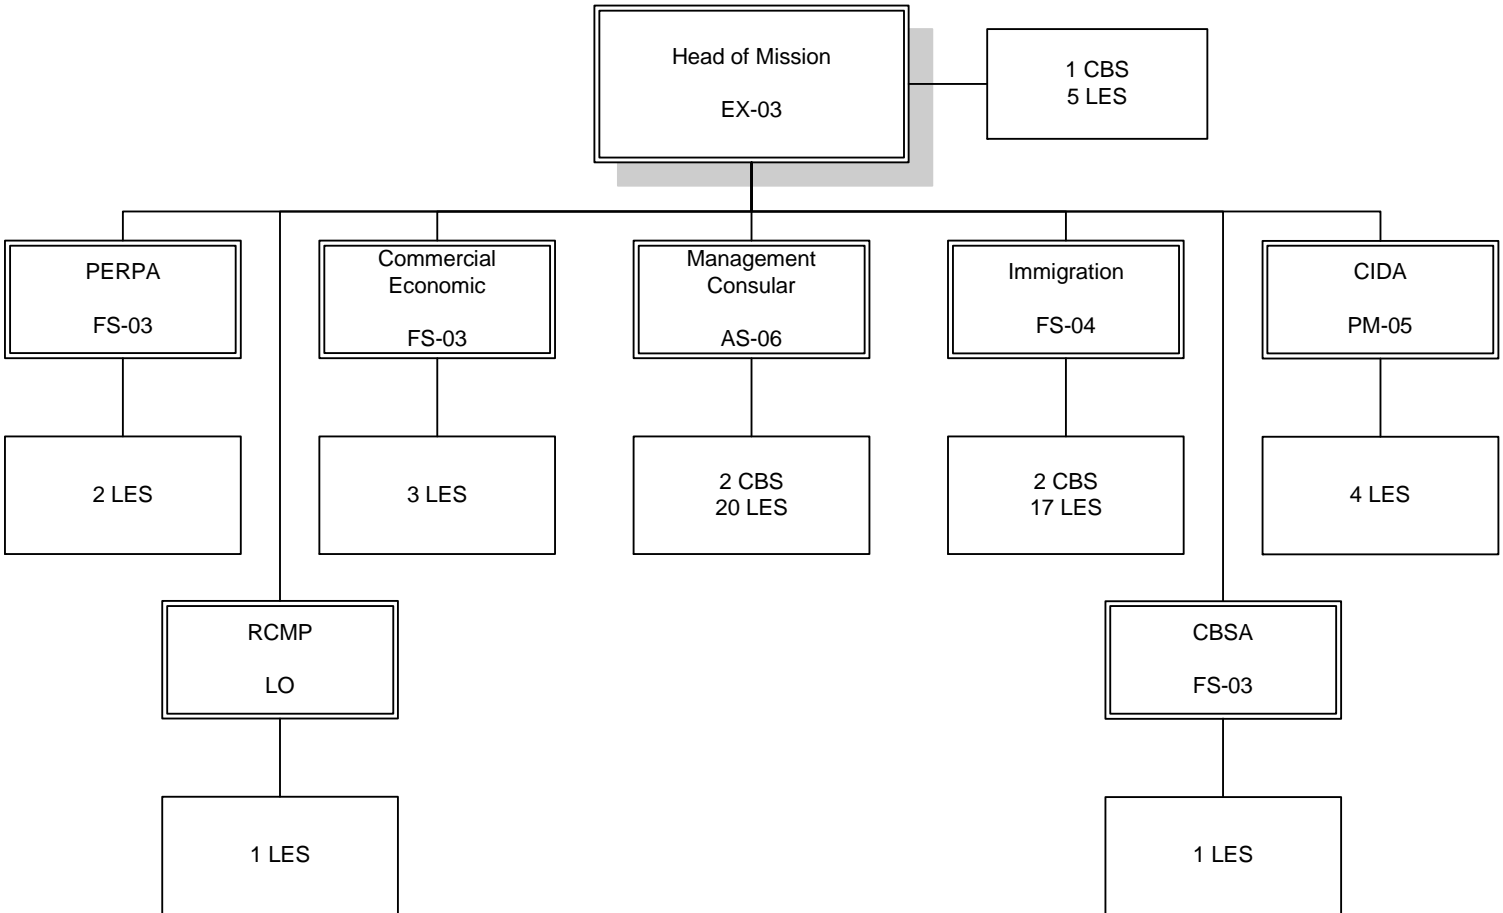 Head of Mission
EX-03
1 CBS
5 LES
PERPA
FS-03
Commercial
Economic
FS-03
Management
Consular
AS-06
Immigration
FS-04
CIDA
PM-05
2 LES
3 LES
2 CBS
20 LES
2 CBS
17 LES
4 LES
RCMP
LO
CBSA
FS-03
1 LES
1 LES